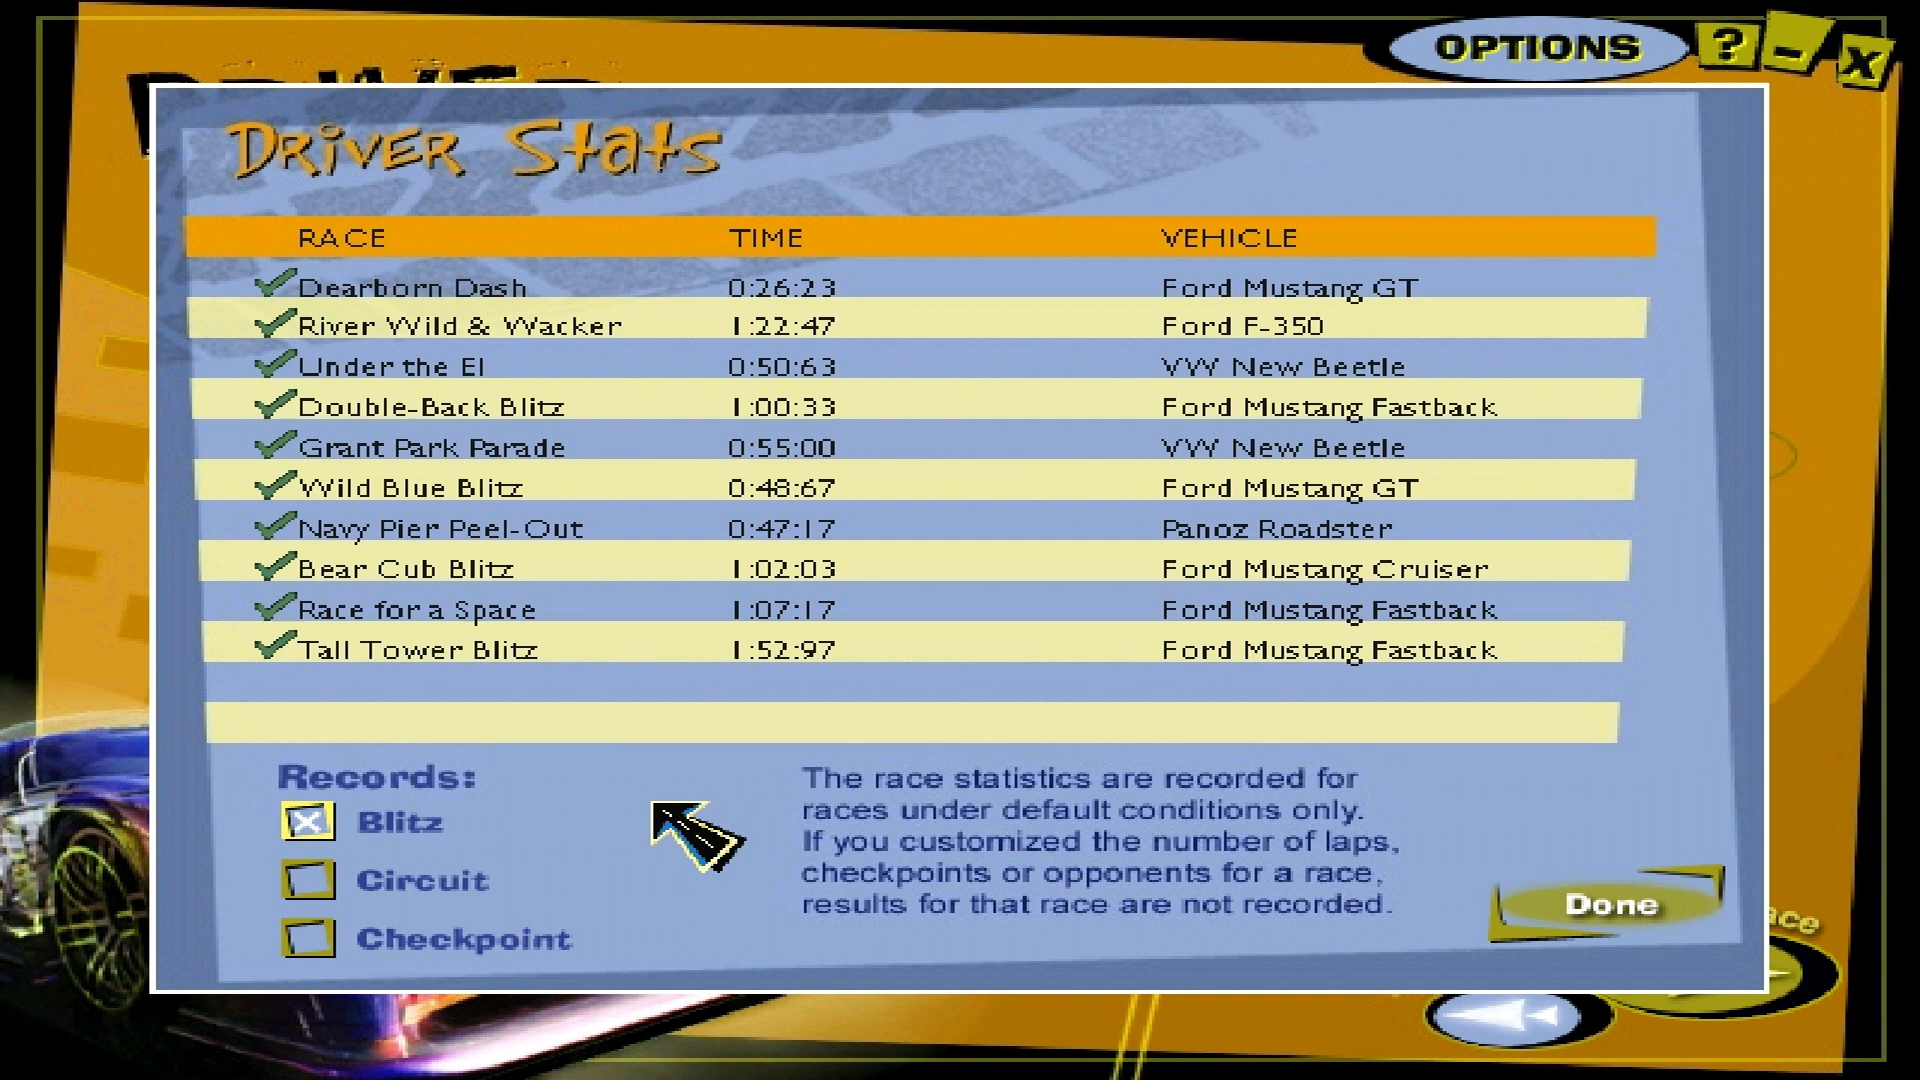 OPTIONS ? - X
Driver Stats
RACE TIME VEHICLE
Dearborn Dash 0:26:23 Ford Mustang GT
River Wild & Wacker 1:22:47 Ford F-350
Under the El 0:50:63 VW New Beetle
Double-Back Blitz 1:00:33 Ford Mustang Fastback
Grant Park Parade 0:55:00 VW New Beetle
Wild Blue Blitz 0:48:67 Ford Mustang GT
Navy Pier Peel-Out 0:47:17 Panoz Roadster
Bear Cub Blitz 1:02:03 Ford Mustang Cruiser
Race for a Space 1:07:17 Ford Mustang Fastback
Tall Tower Blitz 1:52:97 Ford Mustang Fastback
Records:
Blitz
Circuit
Checkpoint
The race statistics are recorded for
races under default conditions only.
If you customized the number of laps,
checkpoints or opponents for a race,
results for that race are not recorded.
Done